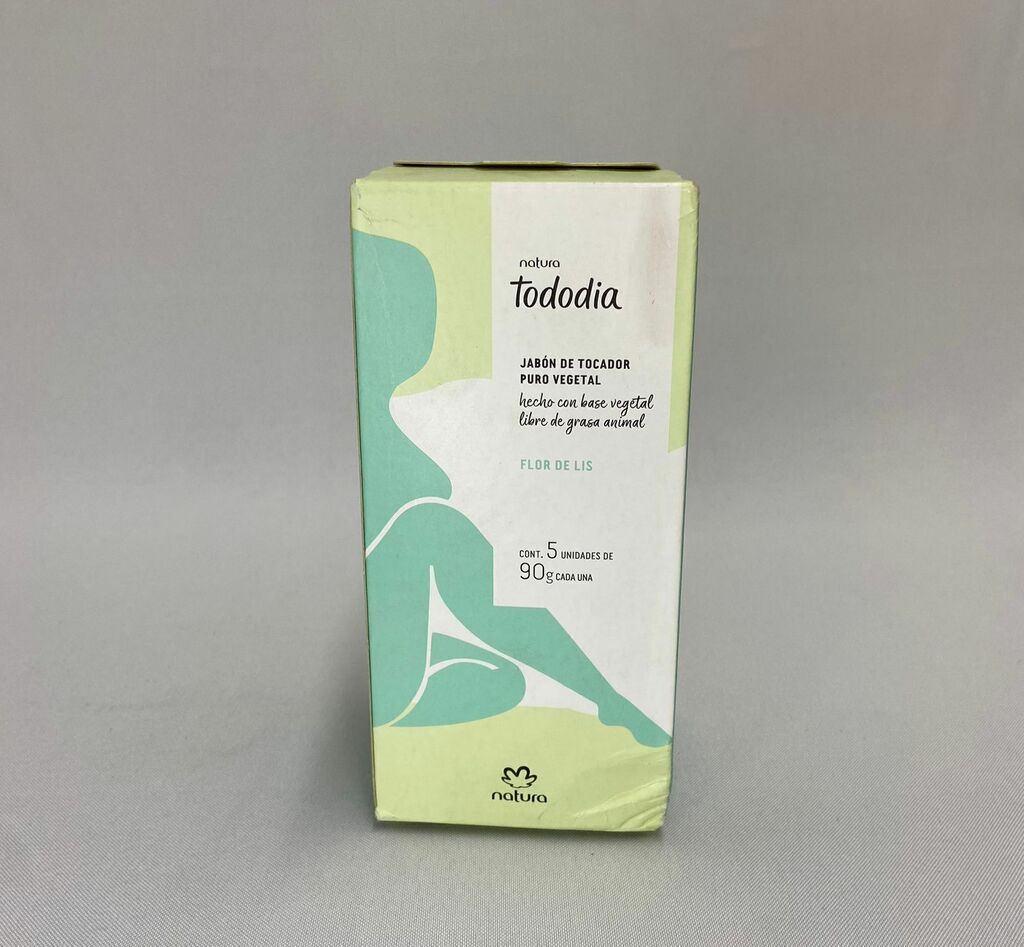 natura
Tododia
JABÓN DE TOCADOR
PURO VEGETAL
hecho con base vegetal
libre de grasa animal
FLOR DE LIS
CONT. 5 UNIDADES DE
90g CADA UNA
natura